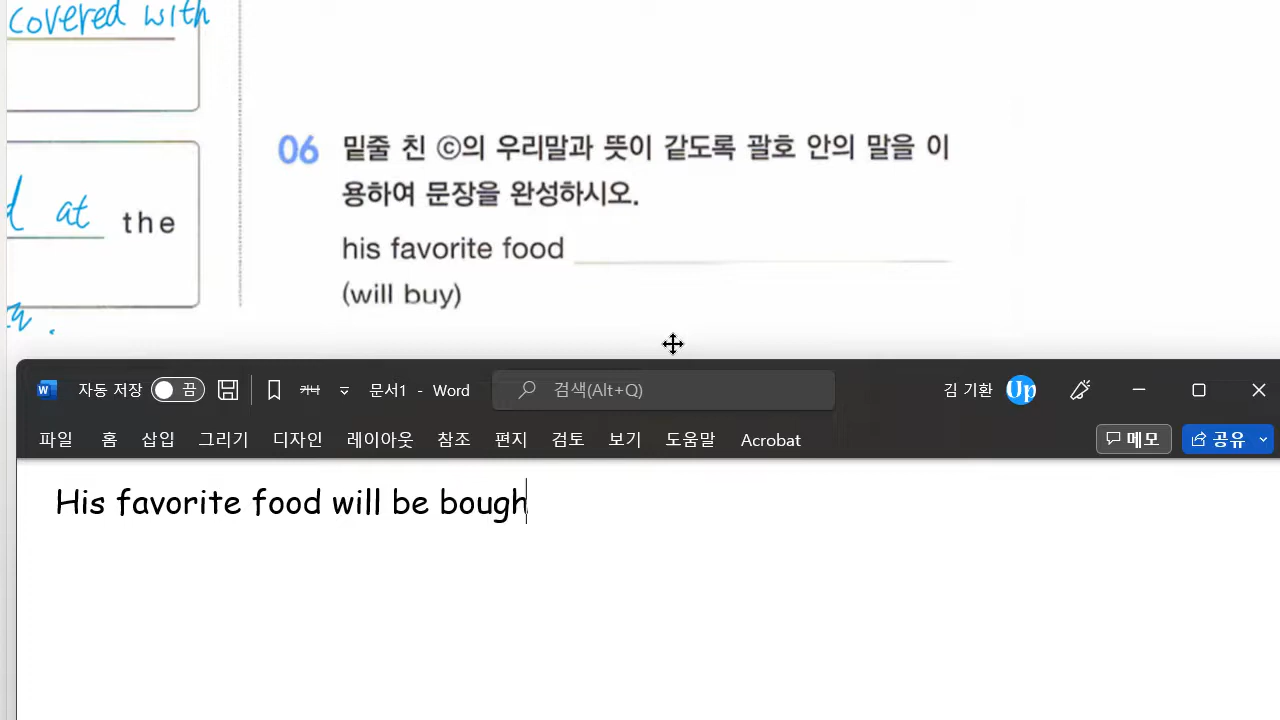 covered with
06 밑줄 친 ⓒ의 우리말과 뜻이 같도록 괄호 안의 말을 이
용하여 문장을 완성하시오.
at the
his favorite food
(will buy)
자동 저장 끔 가나 문서1 - Word 검색(Alt+Q) 김 기환 Up
파일 홈 삽입 그리기 디자인 레이아웃 참조 편지 검토 보기 도움말 Acrobat 메모 공유
His favorite food will be bough